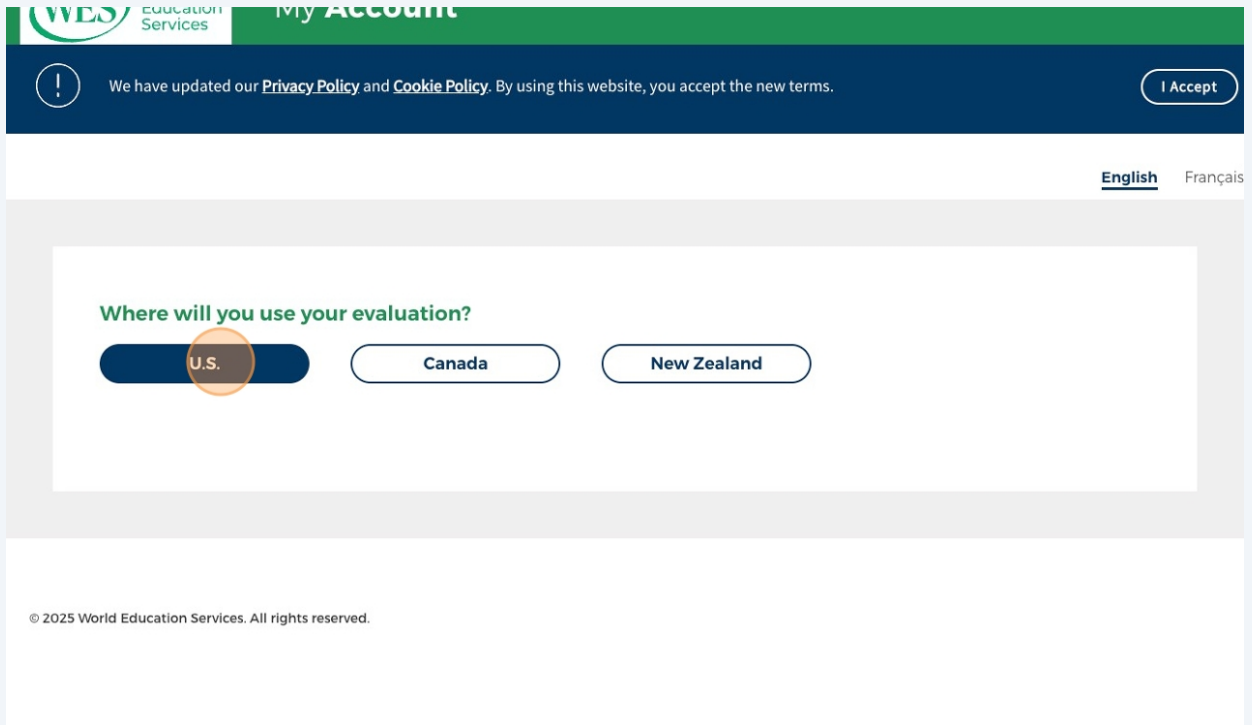 WES Education
Services
My Account
We have updated our Privacy Policy and Cookie Policy. By using this website, you accept the new terms.
I Accept
English Français
Where will you use your evaluation?
U.S. Canada New Zealand
© 2025 World Education Services. All rights reserved.